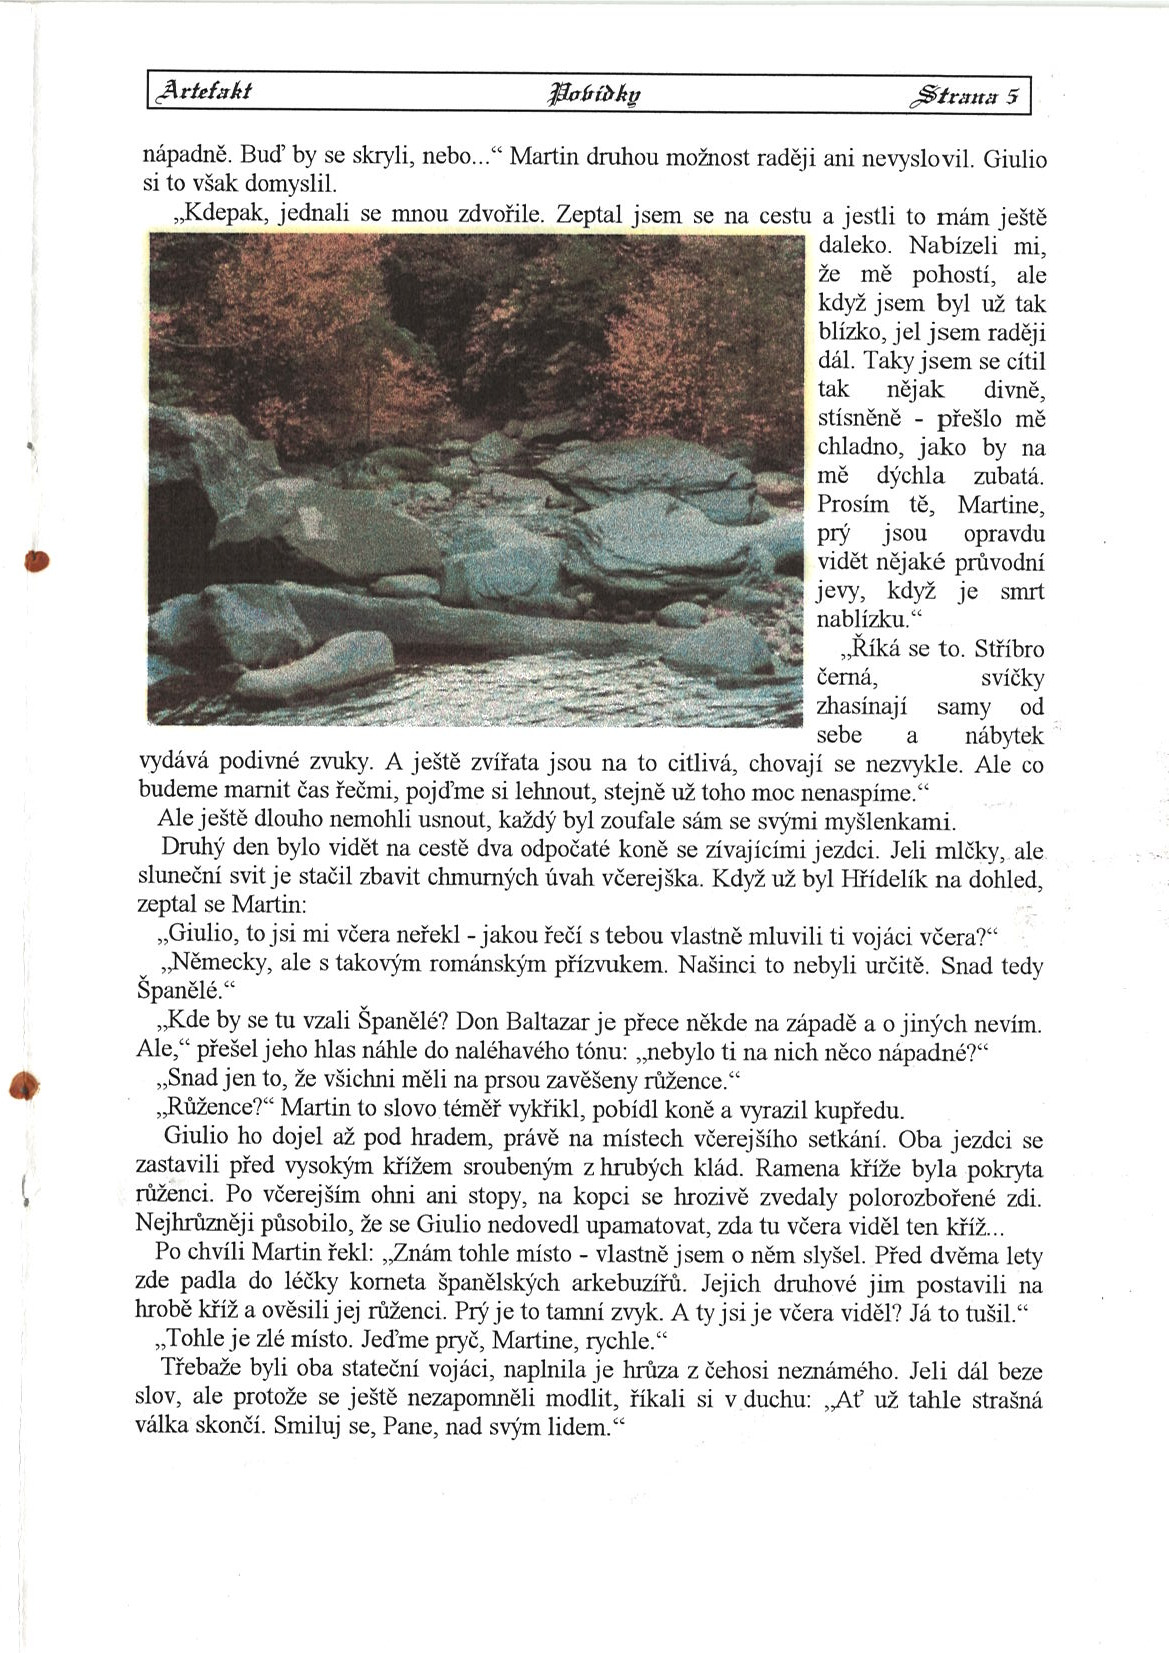 Artefakt Povídky Strana 5
nápadně. Buď by se skryli, nebo...“ Martin druhou možnost raději ani nevyslovil. Giulio
si to však domyslil.
„Kdepak, jednali se mnou zdvořile. Zeptal jsem se na cestu a jestli to mám ještě
daleko. Nabízeli mi,
že mě pohostí, ale
když jsem byl už tak
blízko, jel jsem raději
dál. Taky jsem se cítil
tak nějak divně,
stísněně - přešlo mě
chladno, jako by na
mě dýchla zubatá.
Prosím tě, Martine,
prý jsou opravdu
vidět nějaké průvodní
jevy, když je smrt
nablízku.“
„Říká se to. Stříbro
černá, svíčky
zhasínají samy od
sebe a nábytek
vydává podivné zvuky. A ještě zvířata jsou na to citlivá, chovají se nezvykle. Ale co
budeme marnit čas řečmi, pojďme si lehnout, stejně už toho moc nenaspíme.“
Ale ještě dlouho nemohli usnout, každý byl zoufale sám se svými myšlenkami.
Druhý den bylo vidět na cestě dva odpočaté koně se zívajícími jezdci. Jeli mlčky, ale
sluneční svit je stačil zbavit chmurných úvah včerejška. Když už byl Hřídelík na dohled,
zeptal se Martin:
„Giulio, to jsi mi včera neřekl - jakou řečí s tebou vlastně mluvili ti vojáci včera?“
„Německy, ale s takovým románským přízvukem. Našinci to nebyli určitě. Snad tedy
Španělé.“
„Kde by se tu vzali Španělé? Don Baltazar je přece někde na západě a o jiných nevím.
Ale,“ přešel jeho hlas náhle do naléhavého tónu: „nebylo ti na nich něco nápadné?“
„Snad jen to, že všichni měli na prsou zavěšeny růžence.“
„Růžence?“ Martin to slovo téměř vykřikl, pobídl koně a vyrazil kupředu.
Giulio ho dojel až pod hradem, právě na místech včerejšího setkání. Oba jezdci se
zastavili před vysokým křížem sroubeným z hrubých klád. Ramena kříže byla pokryta
růženci. Po včerejším ohni ani stopy, na kopci se hrozivě zvedaly polorozbořené zdi.
Nejhrůzněji působilo, že se Giulio nedovedl upamatovat, zda tu včera viděl ten kříž...
Po chvíli Martin řekl: „Znám tohle místo - vlastně jsem o něm slyšel. Před dvěma lety
zde padla do léčky korneta španělských arkebuzířů. Jejich druhové jim postavili na
hrobě kříž a ověsili jej růženci. Prý je to tamní zvyk. A ty jsi je včera viděl? Já to tušil.“
„Tohle je zlé místo. Jeďme pryč, Martine, rychle.“
Třebaže byli oba stateční vojáci, naplnila je hrůza z čehosi neznámého. Jeli dál beze
slov, ale protože se ještě nezapomněli modlit, říkali si v duchu: „Ať už tahle strašná
válka skončí. Smiluj se, Pane, nad svým lidem.“